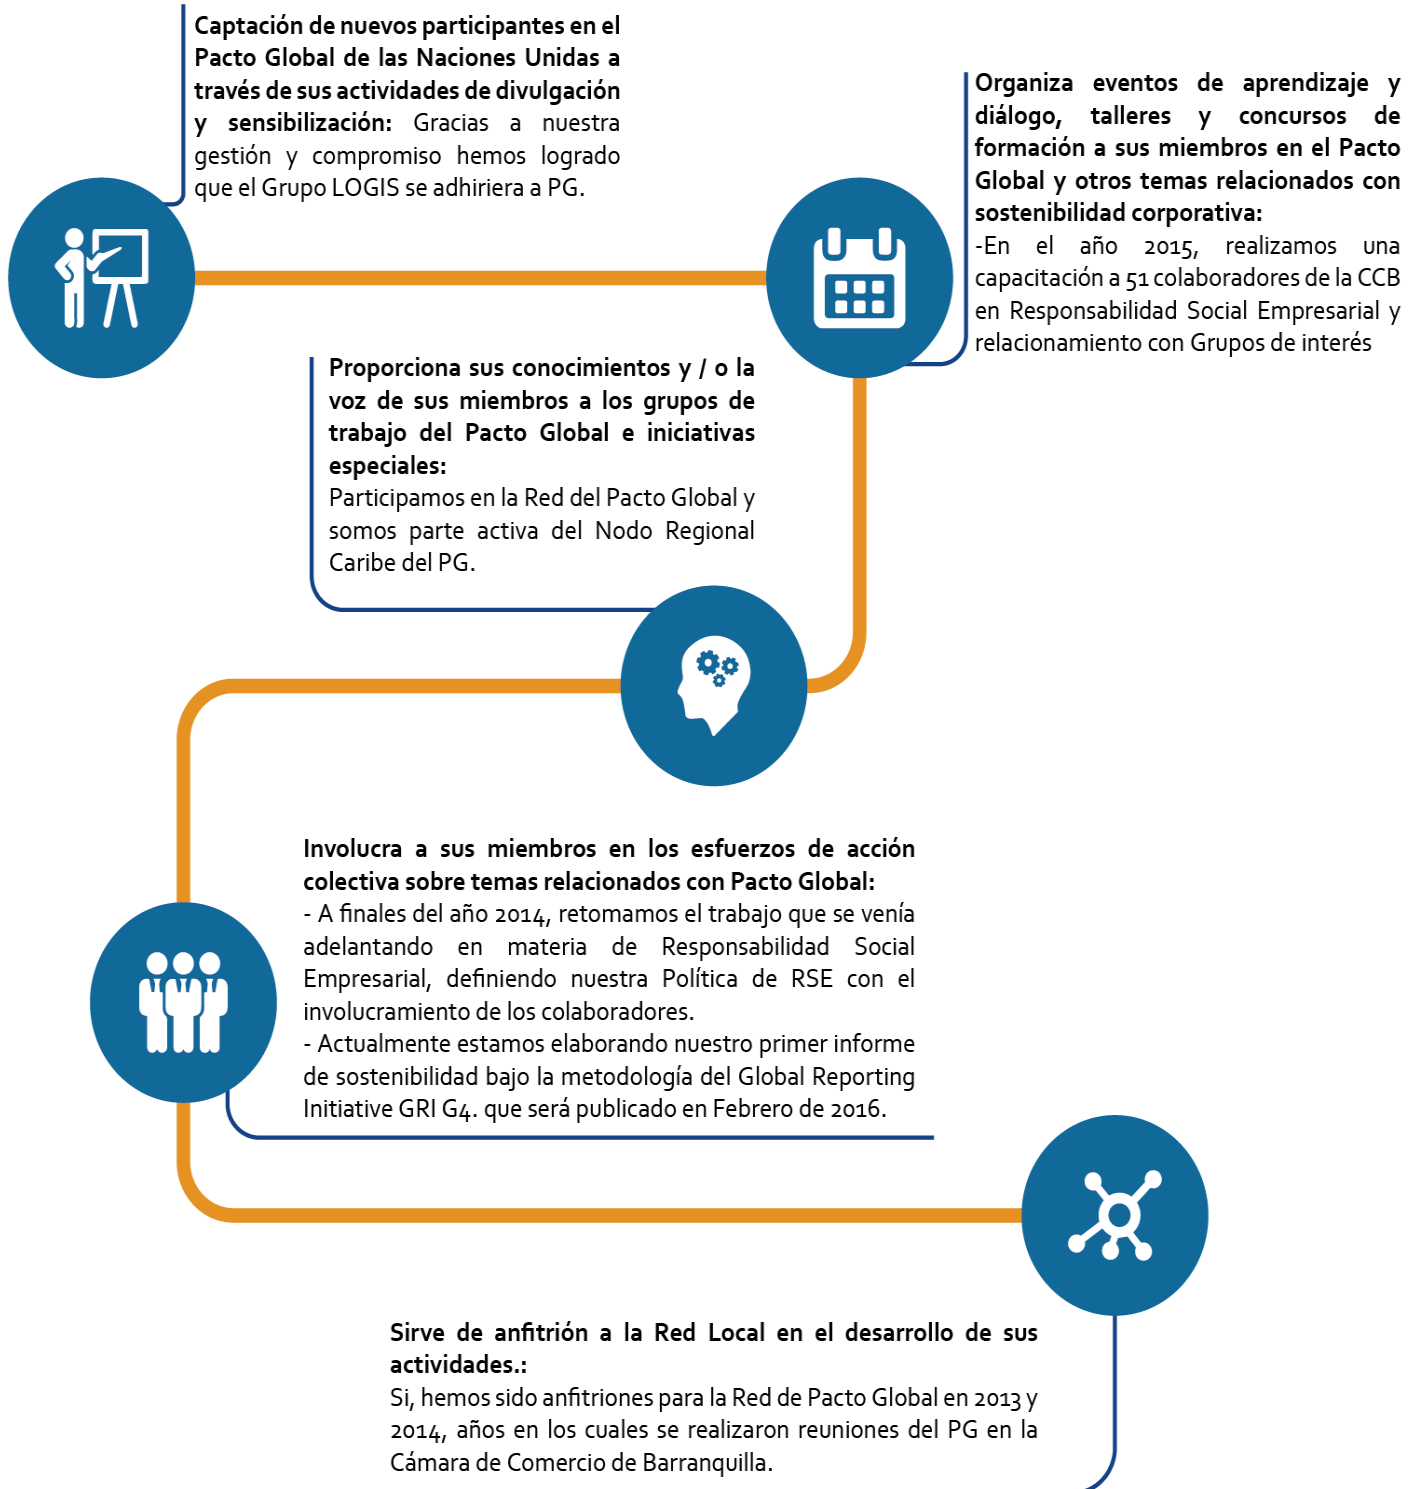 Captación de nuevos participantes en el
Pacto Global de las Naciones Unidas a
través de sus actividades de divulgación
y sensibilización: Gracias a nuestra
gestión y compromiso hemos logrado
que el Grupo LOGIS se adhiriera a PG.
Organiza eventos de aprendizaje y
diálogo, talleres y concursos de
formación a sus miembros en el Pacto
Global y otros temas relacionados con
sostenibilidad corporativa:
-En el año 2015, realizamos una
capacitación a 51 colaboradores de la CCB
en Responsabilidad Social Empresarial y
relacionamiento con Grupos de interés
Proporciona sus conocimientos y / o la
voz de sus miembros a los grupos de
trabajo del Pacto Global e iniciativas
especiales:
Participamos en la Red del Pacto Global y
somos parte activa del Nodo Regional
Caribe del PG.
Involucra a sus miembros en los esfuerzos de acción
colectiva sobre temas relacionados con Pacto Global:
- A finales del año 2014, retomamos el trabajo que se venía
adelantando en materia de Responsabilidad Social
Empresarial, definiendo nuestra Política de RSE con el
involucramiento de los colaboradores.
- Actualmente estamos elaborando nuestro primer informe
de sostenibilidad bajo la metodología del Global Reporting
Initiative GRI G4. que será publicado en Febrero de 2016.
Sirve de anfitrión a la Red Local en el desarrollo de sus
actividades.:
Si, hemos sido anfitriones para la Red de Pacto Global en 2013 y
2014, años en los cuales se realizaron reuniones del PG en la
Cámara de Comercio de Barranquilla.